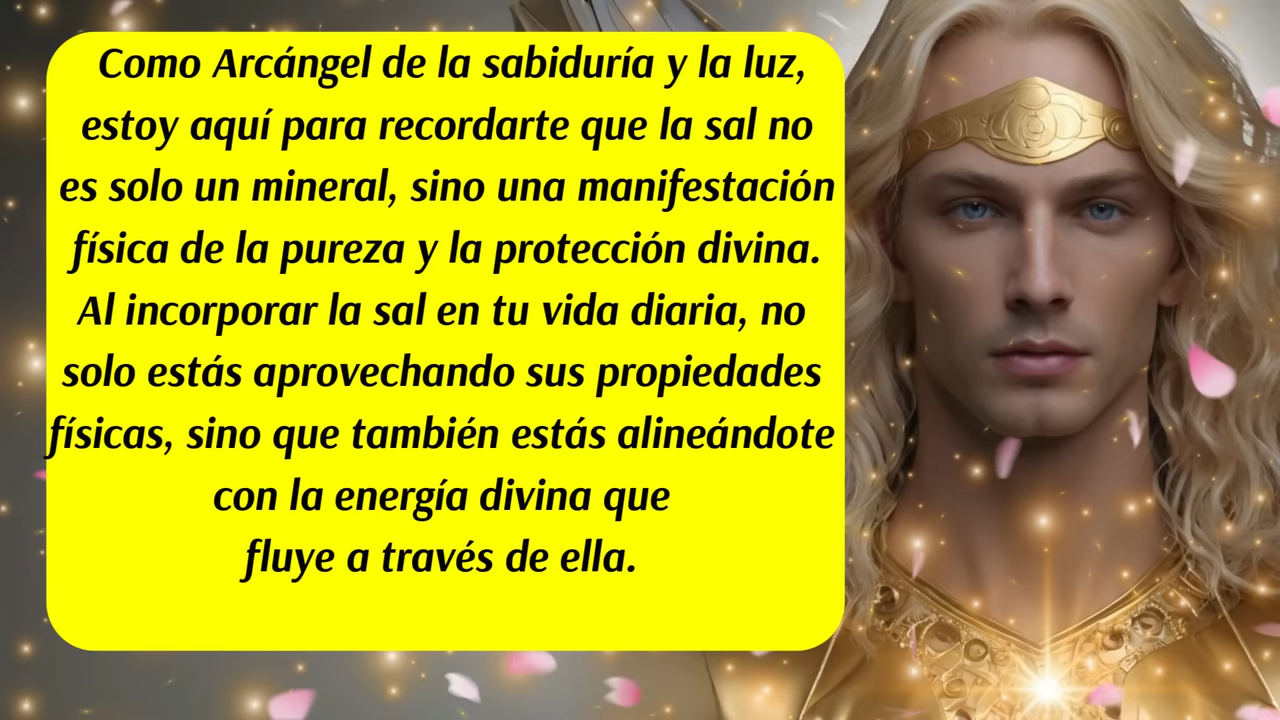 Como Arcángel de la sabiduría y la luz,
estoy aquí para recordarte que la sal no
es solo un mineral, sino una manifestación
física de la pureza y la protección divina.
Al incorporar la sal en tu vida diaria, no
solo estás aprovechando sus propiedades
físicas, sino que también estás alineándote
con la energía divina que
fluye a través de ella.